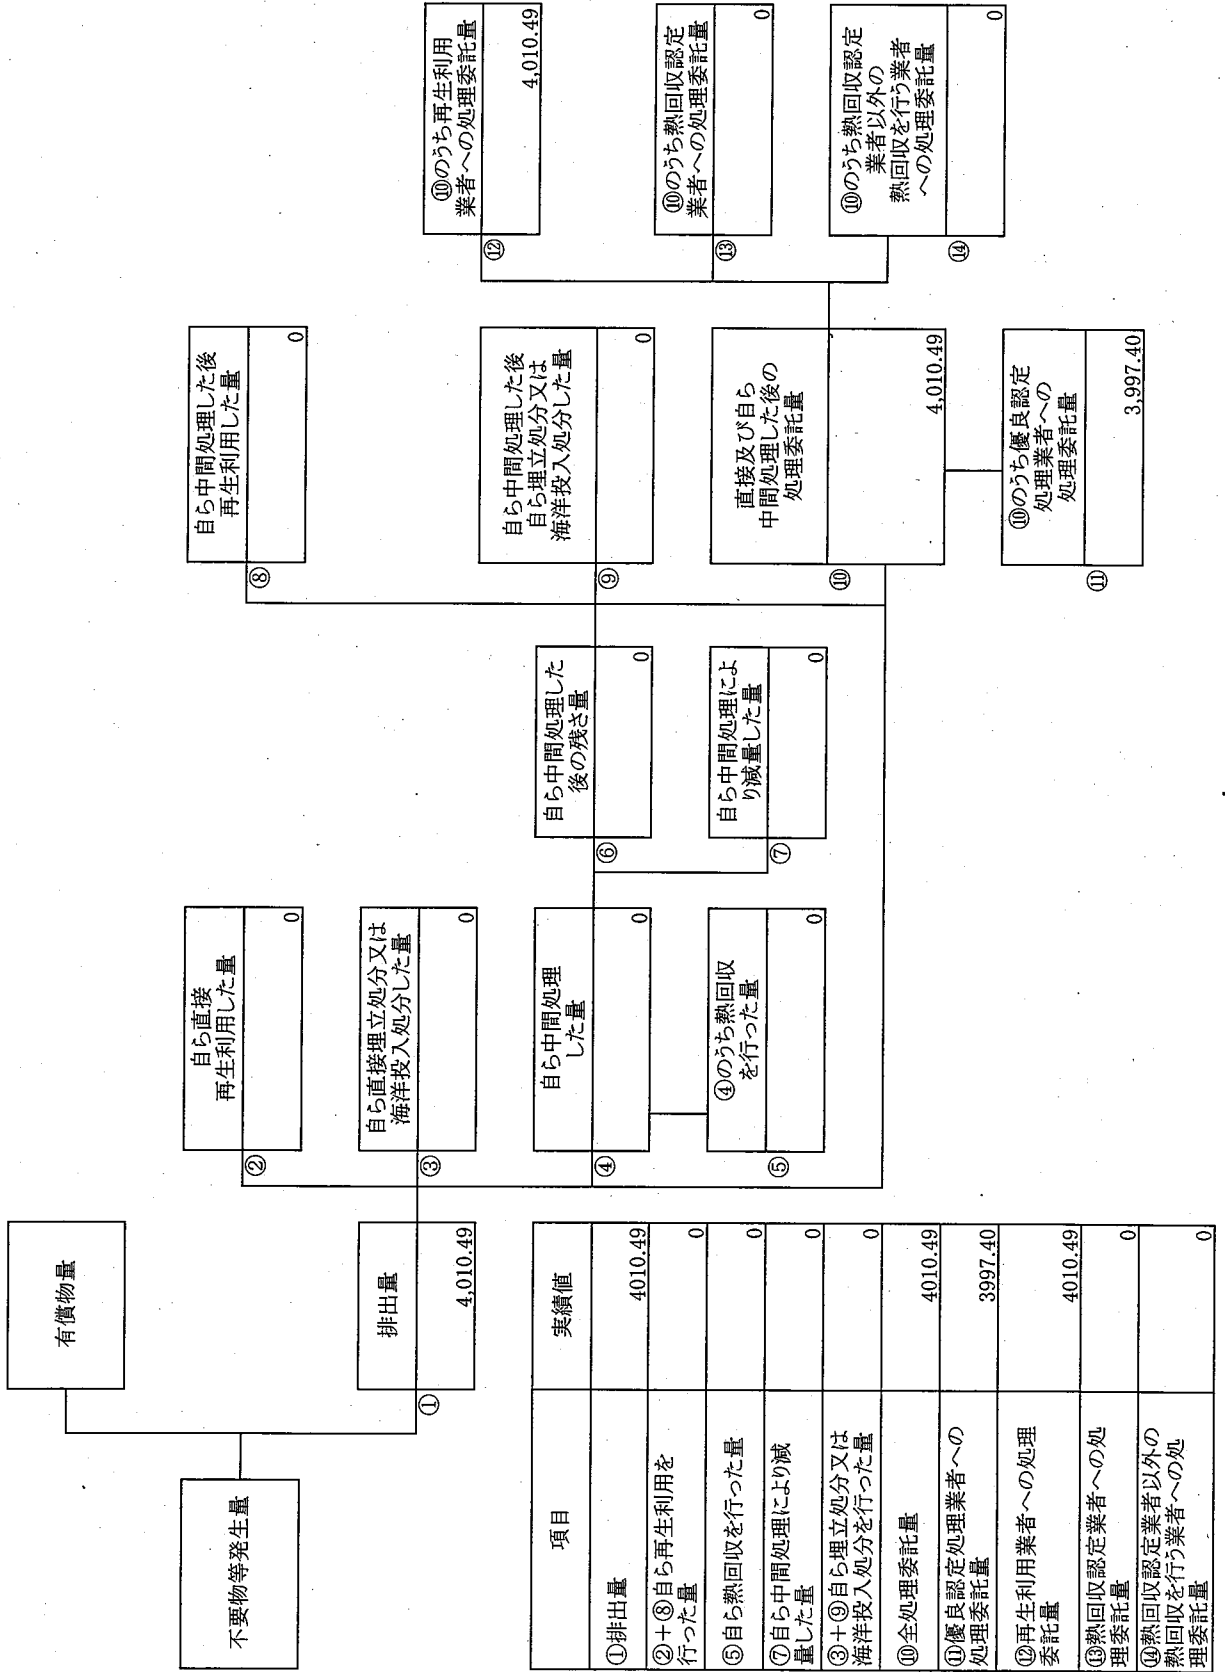 不要物等発生量
有償物量
排出量
①
4,010.49
自ら直接
再生利用した量
②
0
自ら直接埋立処分又は
海洋投入処分した量
③
0
自ら中間処理
した量
④
0
④のうち熱回収
を行った量
⑤
0
自ら中間処理した
後の残さ量
⑥
0
自ら中間処理によ
り減量した量
⑦
0
自ら中間処理した後
再生利用した量
⑧
0
自ら中間処理した後
自ら埋立処分又は
海洋投入処分した量
⑨
0
直接及び自ら
中間処理した後の
処理委託量
⑩
4,010.49
⑩のうち優良認定
処理業者への
処理委託量
⑪
3,997.40
⑩のうち再生利用
業者への処理委託量
⑫
4,010.49
⑩のうち熱回収認定
業者への処理委託量
⑬
0
⑩のうち熱回収認定
業者以外の
熱回収を行う業者
への処理委託量
⑭
0
項目
実績値
①排出量
4010.49
②+⑧自ら再生利用を
行った量
0
⑤自ら熱回収を行った量
0
⑦自ら中間処理により減
量した量
0
③+⑨自ら埋立処分又は
海洋投入処分を行った量
0
⑩全処理委託量
4010.49
⑪優良認定処理業者への
処理委託量
3997.40
⑫再生利用業者への処理
委託量
4010.49
⑬熱回収認定業者への処
理委託量
0
⑭熱回収認定業者以外の
熱回収を行う業者への処
理委託量
0